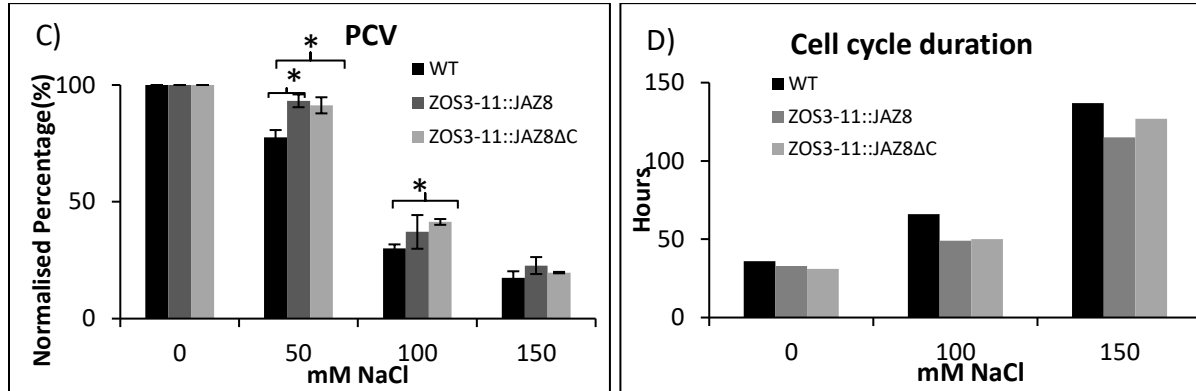 C)
PCV
*
*
*
WT
ZOS3-11::JAZ8
ZOS3-11::JAZ8ΔC
100
50
0
Normalised Percentage(%)
0 50 100 150
mM NaCl
D)
Cell cycle duration
WT
ZOS3-11::JAZ8
ZOS3-11::JAZ8ΔC
150
100
50
0
Hours
0 100 150
mM NaCl